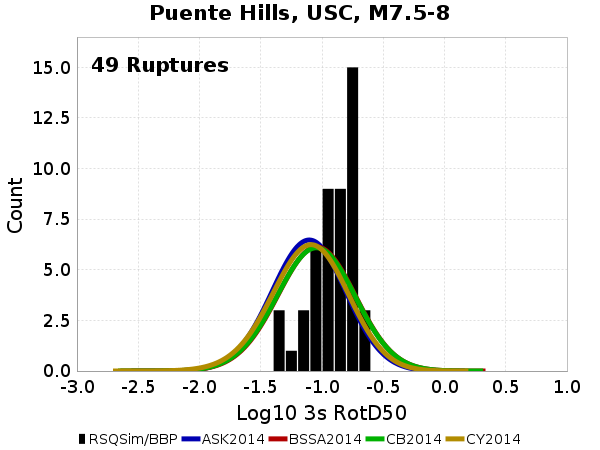 Puente Hills, USC, M7.5-8
49 Ruptures
15.0
12.5
10.0
7.5
5.0
2.5
0.0
Count
-3.0 -2.5 -2.0 -1.5 -1.0 -0.5 0.0 0.5 1.0
Log10 3s RotD50
RSQSim/BBP ASK2014 BSSA2014 CB2014 CY2014